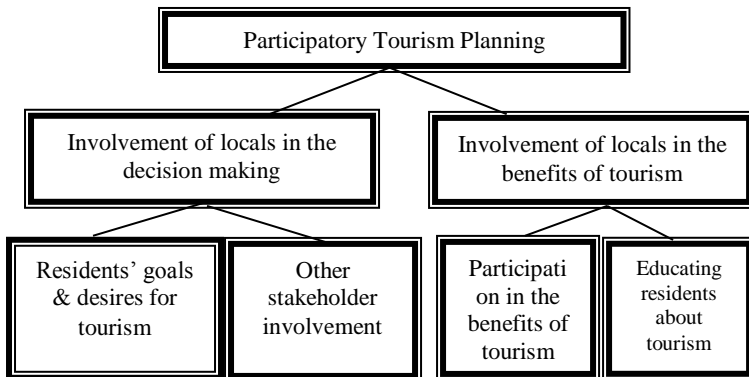 Participatory Tourism Planning
Involvement of locals in the
decision making
Involvement of locals in the
benefits of tourism
Residents’ goals
& desires for
tourism
Other
stakeholder
involvement
Participati
on in the
benefits of
tourism
Educating
residents
about
tourism